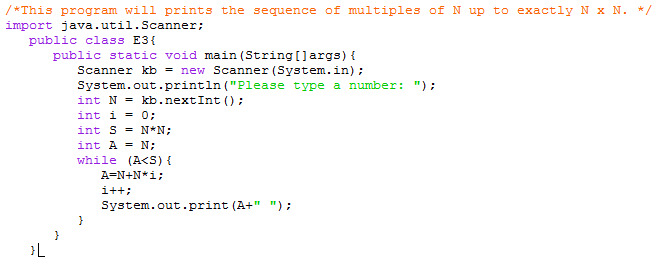 /*This program will prints the sequence of multiples of N up to exactly N x N. */
import java.util.Scanner;
public class E3{
public static void main(String[]args){
Scanner kb = new Scanner(System.in);
System.out.println("Please type a number: ");
int N = kb.nextInt();
int i = 0;
int S = N*N;
int A = N;
while (A<S){
A=N+N*i;
i++;
System.out.print(A+" ");
}
}
}